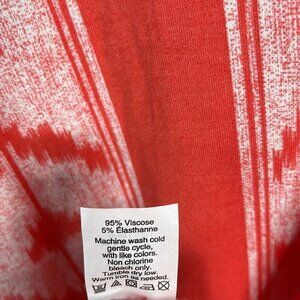 95% Viscose
5% Élasthanne
Machine wash cold
gentle cycle,
with like colors.
Non chlorine
bleach only.
Tumble dry low.
Warm iron as needed.